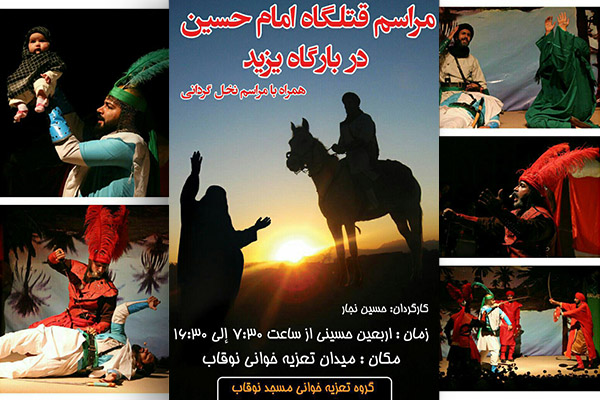 مراسم قتلگاه امام حسین
در بارگاه یزید
همراه با مراسم نخل گردانی
کارگردان: حسین نجار
زمان : اربعین حسینی از ساعت ۷:۳۰ إلی ۱۶:۳۰
مکان : میدان تعزیه خوانی نوقاب
گروه تعزیه خوانی مسجد نوقاب